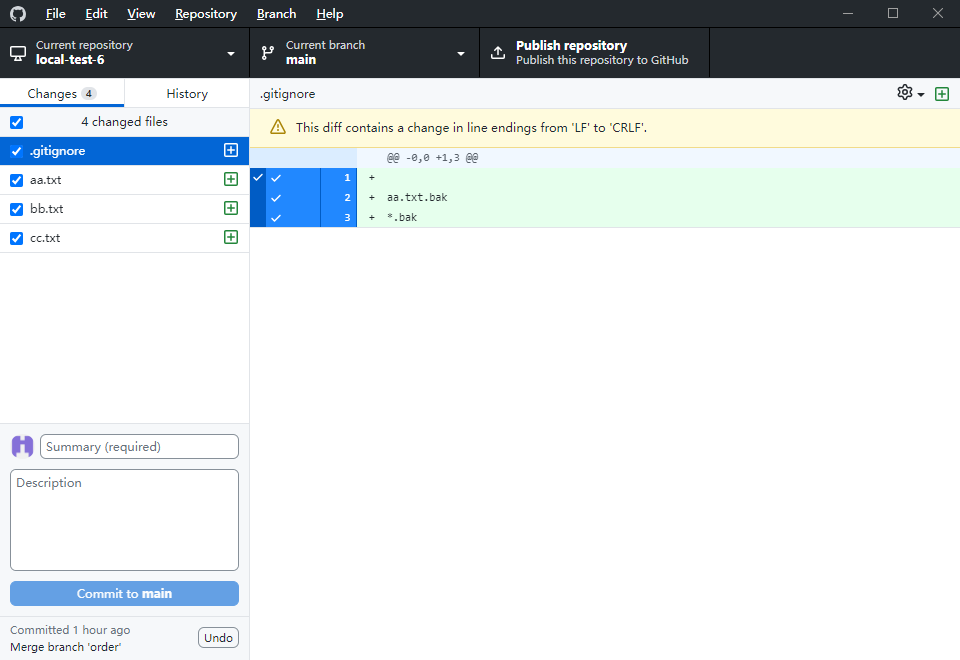 File Edit View Repository Branch Help
Current repository
local-test-6
Current branch
main
Publish repository
Publish this repository to GitHub
Changes 4
History
.gitignore
4 changed files
This diff contains a change in line endings from 'LF' to 'CRLF'.
.gitignore
aa.txt
bb.txt
cc.txt
@@ -0,0 +1,3 @@
1 +
2 + aa.txt.bak
3 + *.bak
Summary (required)
Description
Commit to main
Committed 1 hour ago
Merge branch 'order'
Undo